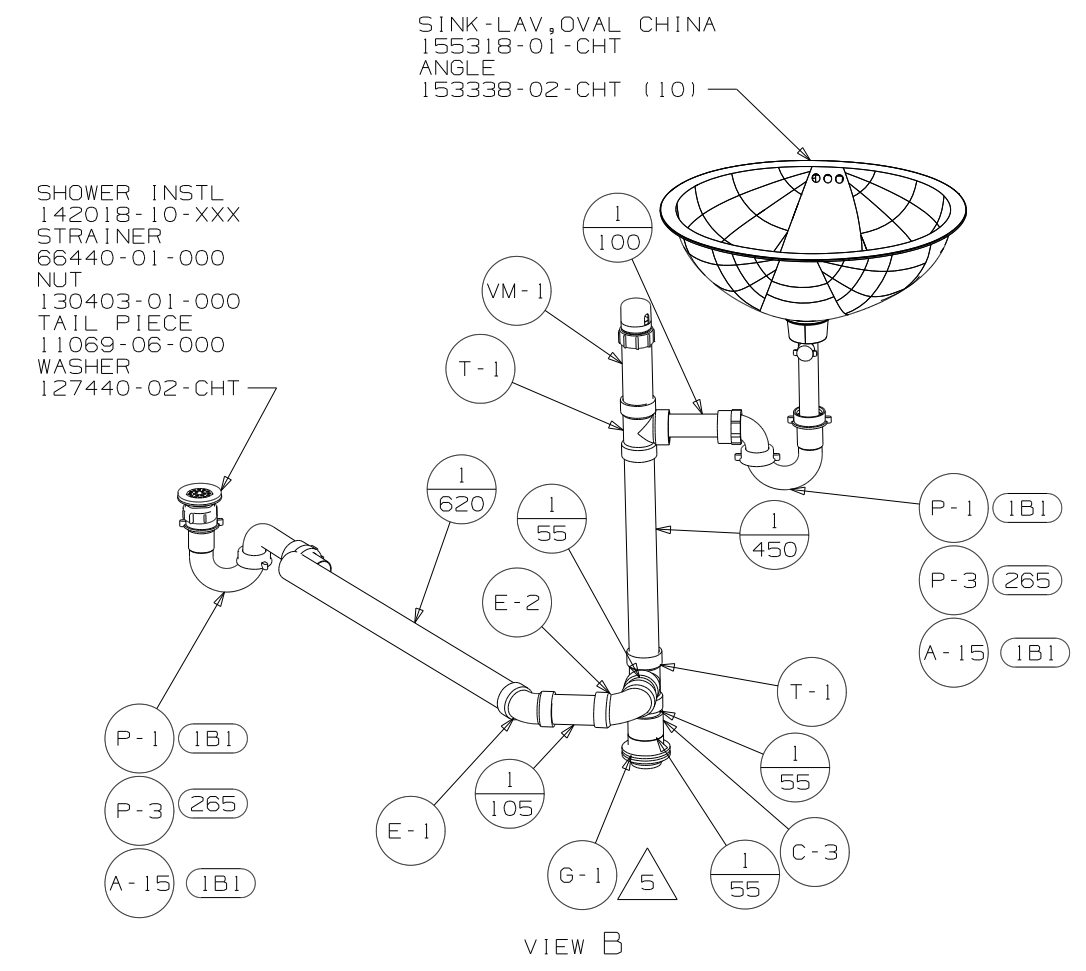 SINK-LAV,OVAL CHINA
155318-01-CHT
ANGLE
153338-02-CHT (10)
SHOWER INSTL
142018-10-XXX
STRAINER
66440-01-000
NUT
130403-01-000
TAIL PIECE
11069-06-000
WASHER
127440-02-CHT
1
100
VM-1
T-1
1
620
1
55
1
450
E-2
P-1 1B1
P-3 265
A-15 1B1
T-1
P-1 1B1
P-3 265
A-15 1B1
1
55
1
105
E-1
G-1 5
1
55
C-3
VIEW B